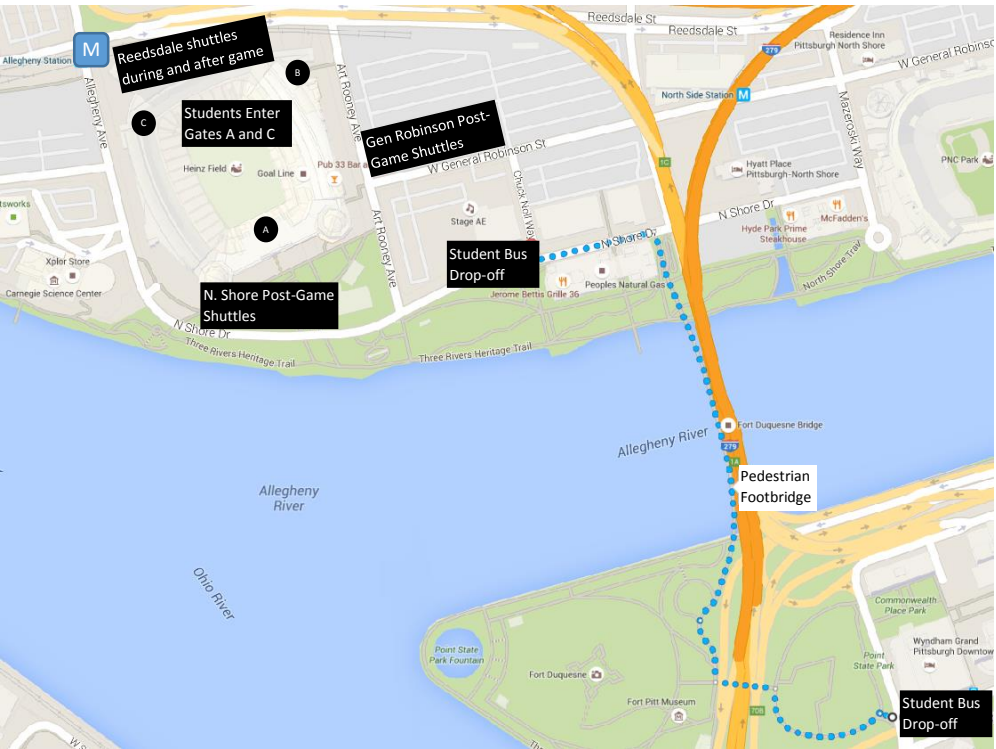 Reedsdale St
Reedsdale St
M
Allegheny Station
Reedsdale shuttles
during and after game
279
Residence Inn
Pittsburgh North Shore
W General Robinso
Allegheny Ave
B
C
Students Enter
Gates A and C
Art Rooney Ave
North Side Station
M
Mazeroski Way
Gen Robinson Post-
Game Shuttles
W General Robinson St
1C
PNC Park
Heinz Field
Goal Line
Pub 33 Bar a
Hyatt Place
Pittsburgh-North Shore
Chuck Noll Way
Art Rooney Ave
Stage AE
N Shore Dr
McFadden's
Hyde Park Prime
Steakhouse
tsworks
A
N Shore Dr
Student Bus
Drop-off
Xplor Store
Carnegie Science Center
Peoples Natural Gas
Jerome Bettis Grille 36
North Shore Trail
N. Shore Post-Game
Shuttles
N Shore Dr
Three Rivers Heritage Trail
Three Rivers Heritage Trail
Fort Duquesne Bridge
Allegheny River
279
1A
Pedestrian
Footbridge
Allegheny
River
Ohio River
Commonwealth
Place Park
Point State
Park Fountain
Wyndham Grand
Pittsburgh Downtow
Point
State Park
Fort Duquesne
Fort Pitt Museum
70B
Student Bus
Drop-off
W S